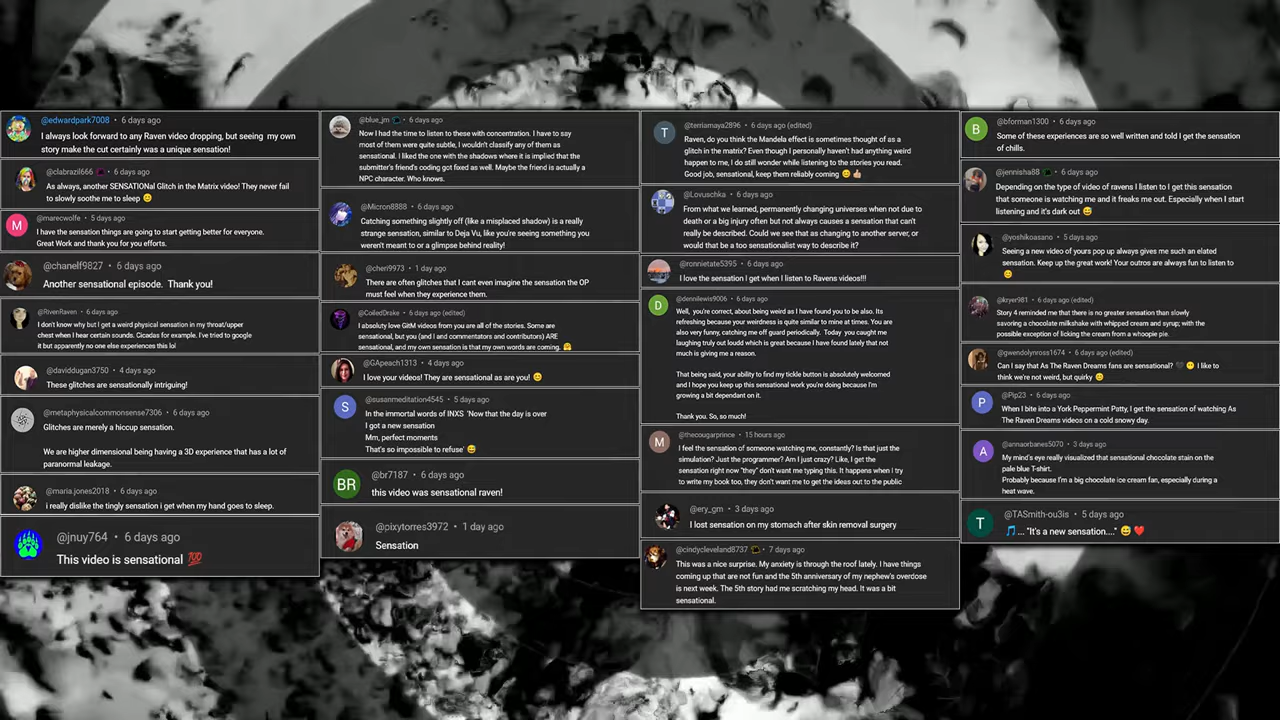 @edwardpark7008 • 6 days ago
I always look forward to any Raven video dropping, but seeing my own
story make the cut certainly was a unique sensation!
@clabrazil666 • 6 days ago
As always, another SENSATIONal Glitch in the Matrix video! They never fail
to slowly soothe me to sleep 😊
M
@marecwolfe • 5 days ago
I have the sensation things are going to start getting better for everyone.
Great Work and thank you for you efforts.
@chanelf9827 • 6 days ago
Another sensational episode. Thank you!
@RivenRaven • 6 days ago
I don't know why but I get a weird physical sensation in my throat/upper
chest when I hear certain sounds. Cicadas for example. I've tried to google
it but apparently no one else experiences this lol
@daviddugan3750 • 4 days ago
These glitches are sensationally intriguing!
@metaphysicalcommonsense7306 • 6 days ago
Glitches are merely a hiccup sensation.
We are higher dimensional being having a 3D experience that has a lot of
paranormal leakage.
@maria.jones2018 • 6 days ago
i really dislike the tingly sensation i get when my hand goes to sleep.
@jnuy764 • 6 days ago
This video is sensational 💯
@blue_jm • 6 days ago
Now I had the time to listen to these with concentration. I have to say
most of them were quite subtle, I wouldn't classify any of them as
sensational. I liked the one with the shadows where it is implied that the
submitter's friend's coding got fixed as well. Maybe the friend is actually a
NPC character. Who knows.
@Micron8888 • 6 days ago
Catching something slightly off (like a misplaced shadow) is a really
strange sensation, similar to Deja Vu, like you're seeing something you
weren't meant to or a glimpse behind reality!
@cheri9973 • 1 day ago
There are often glitches that I cant even imagine the sensation the OP
must feel when they experience them.
@CoiledDrake • 6 days ago (edited)
I absoluty love GitM videos from you are all of the stories. Some are
sensational, but you (and I and commentators and contributors) ARE
sensational, and my own sensation is that my own words are coming. 🤗
@GApeach1313 • 4 days ago
I love your videos! They are sensational as are you! 😊
S
@susanmeditation4545 • 5 days ago
In the immortal words of INXS 'Now that the day is over
I got a new sensation
Mm, perfect moments
That's so impossible to refuse' 😅
BR
@br7187 • 6 days ago
this video was sensational raven!
@pixytorres3972 • 1 day ago
Sensation
T
@terriamaya2896 • 6 days ago (edited)
Raven, do you think the Mandela effect is sometimes thought of as a
glitch in the matrix? Even though I personally haven't had anything weird
happen to me, I do still wonder while listening to the stories you read.
Good job, sensational, keep them reliably coming 😊👍🏼
@Lovuschka • 6 days ago
From what we learned, permanently changing universes when not due to
death or a big injury often but not always causes a sensation that can't
really be described. Could we see that as changing to another server, or
would that be a too sensationalist way to describe it?
@ronnietate5395 • 6 days ago
I love the sensation I get when I listen to Ravens videos!!!
D
@dennilewis9006 • 6 days ago
Well, you're correct, about being weird as I have found you to be also. Its
refreshing because your weirdness is quite similar to mine at times. You are
also very funny, catching me off guard periodically. Today you caught me
laughing truly out loud which is great because I have found lately that not
much is giving me a reason.
That being said, your ability to find my tickle button is absolutely welcomed
and I hope you keep up this sensational work you're doing because I'm
growing a bit dependant on it.
Thank you. So, so much!
M
@thecougarprince • 15 hours ago
I feel the sensation of someone watching me, constantly? Is that just the
simulation? Just the programmer? Am I just crazy? Like, I get the
sensation right now "they" don't want me typing this. It happens when i try
to write my book too, they don't want me to get the ideas out to the public
@ery_gm • 3 days ago
I lost sensation on my stomach after skin removal surgery
@cindycleveland8737 • 7 days ago
This was a nice surprise. My anxiety is through the roof lately. I have things
coming up that are not fun and the 5th anniversary of my nephew's overdose
is next week. The 5th story had me scratching my head. It was a bit
sensational.
B
@bforman1300 • 6 days ago
Some of these experiences are so well written and told I get the sensation
of chills.
@jennisha88 • 6 days ago
Depending on the type of video of ravens I listen to I get this sensation
that someone is watching me and it freaks me out. Especially when I start
listening and it's dark out 😅
@yoshikoasano • 5 days ago
Seeing a new video of yours pop up always gives me such an elated
sensation. Keep up the great work! Your outros are always fun to listen to
😊
@kryer981 • 6 days ago (edited)
Story 4 reminded me that there is no greater sensation than slowly
savoring a chocolate milkshake with whipped cream and syrup; with the
possible exception of licking the cream from a whoopie pie.
@gwendolynross1674 • 6 days ago (edited)
Can I say that As The Raven Dreams fans are sensational? 🖤 😬 I like to
think we're not weird, but quirky 😊
P
@Pip23 • 6 days ago
When I bite into a York Peppermint Patty, I get the sensation of watching As
The Raven Dreams videos on a cold snowy day.
A
@annaorbanes5070 • 3 days ago
My mind's eye really visualized that sensational chocolate stain on the
pale blue T-shirt.
Probably because I'm a big chocolate ice cream fan, especially during a
heat wave.
T
@TASmith-ou3is • 5 days ago
🎵... "It's a new sensation...." 😅 ❤️